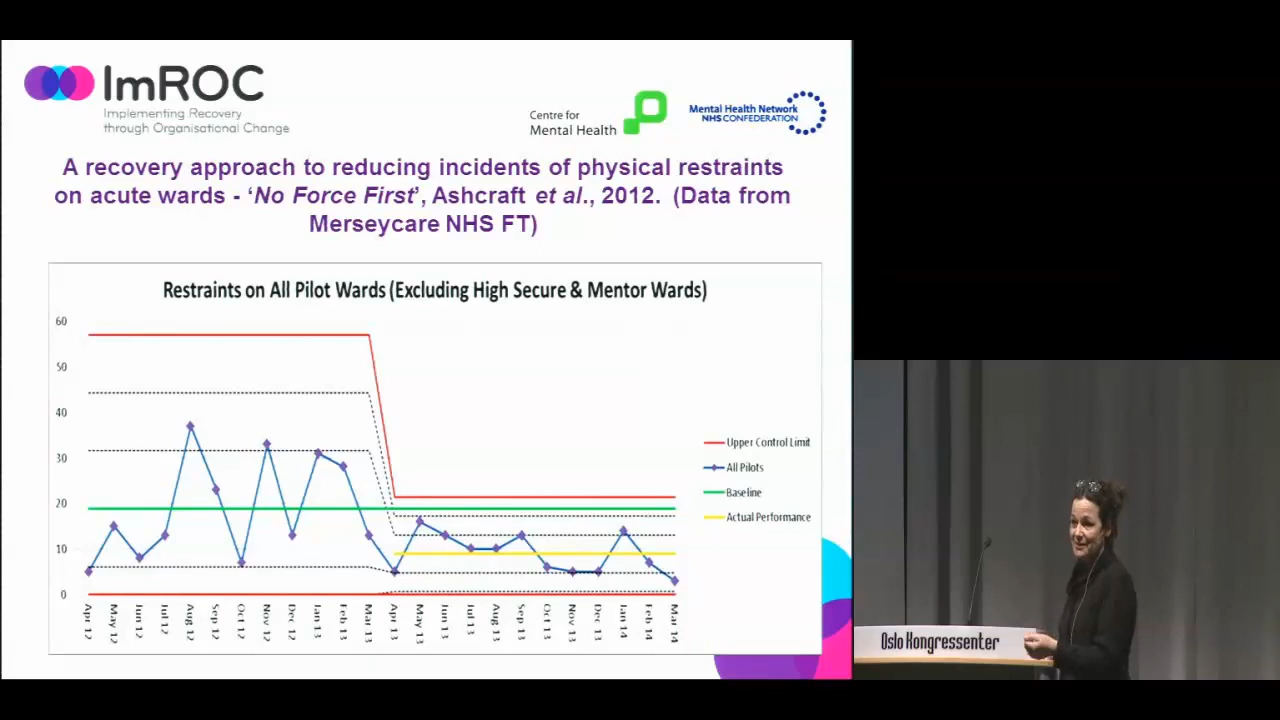 ImROC
Implementing Recovery
through Organisational Change
Centre for
Mental Health
Mental Health Network
NHS CONFEDERATION
A recovery approach to reducing incidents of physical restraints
on acute wards - ‘No Force First’, Ashcraft et al., 2012. (Data from
Merseycare NHS FT)
Restraints on All Pilot Wards (Excluding High Secure & Mentor Wards)
60
50
40
30
20
10
0
Apr 12
May 12
Jun 12
Jul 12
Aug 12
Sep 12
Oct 12
Nov 12
Dec 12
Jan 13
Feb 13
Mar 13
Apr 13
May 13
Jun 13
Jul 13
Aug 13
Sep 13
Oct 13
Nov 13
Dec 13
Jan 14
Feb 14
Mar 14
Upper Control Limit
All Pilots
Baseline
Actual Performance
Oslo Kongressenter